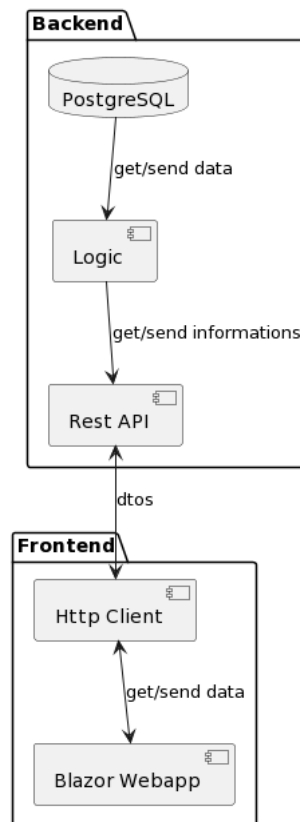 Backend
PostgreSQL
get/send data
Logic
get/send informations
Rest API
dtos
Frontend
Http Client
get/send data
Blazor Webapp